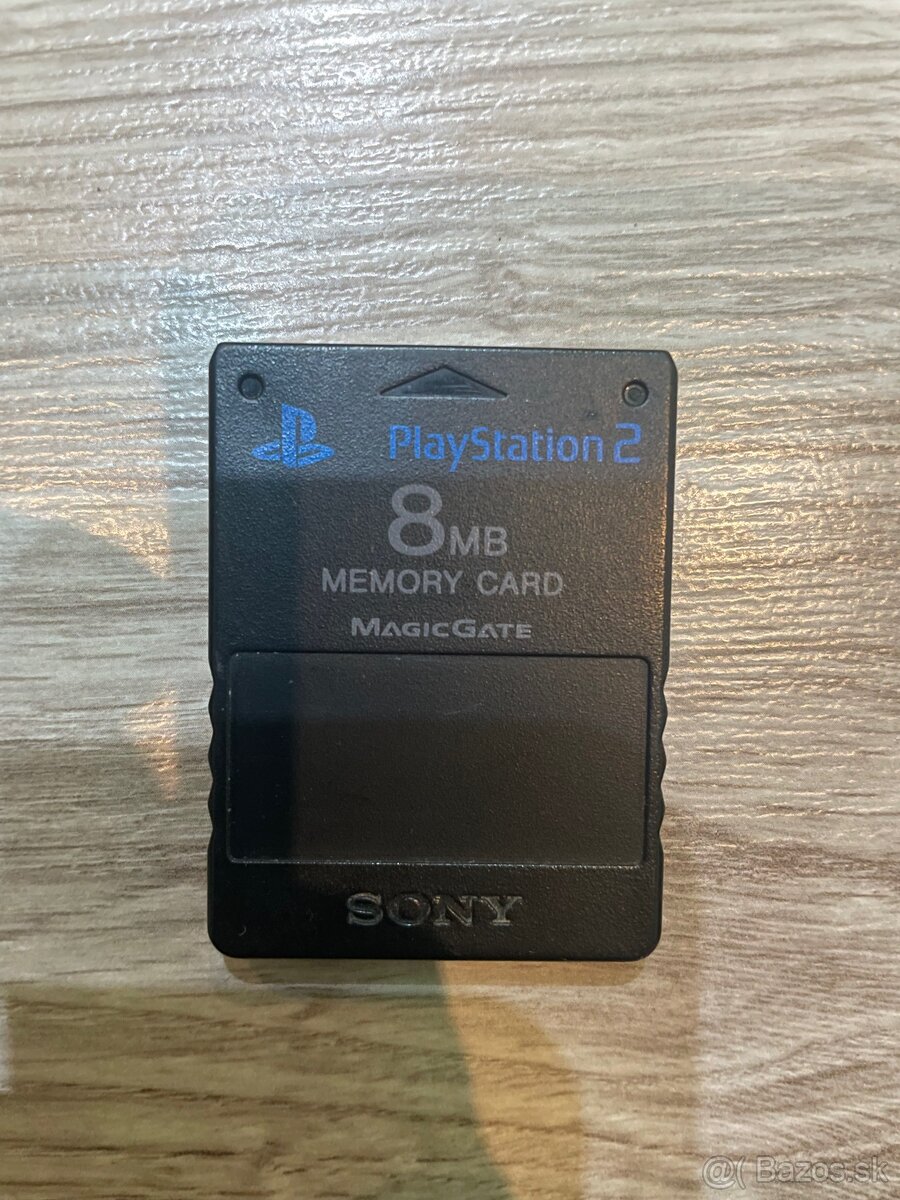 PlayStation 2
8MB
MEMORY CARD
MAGICGATE
SONY
@( Bazos.sk